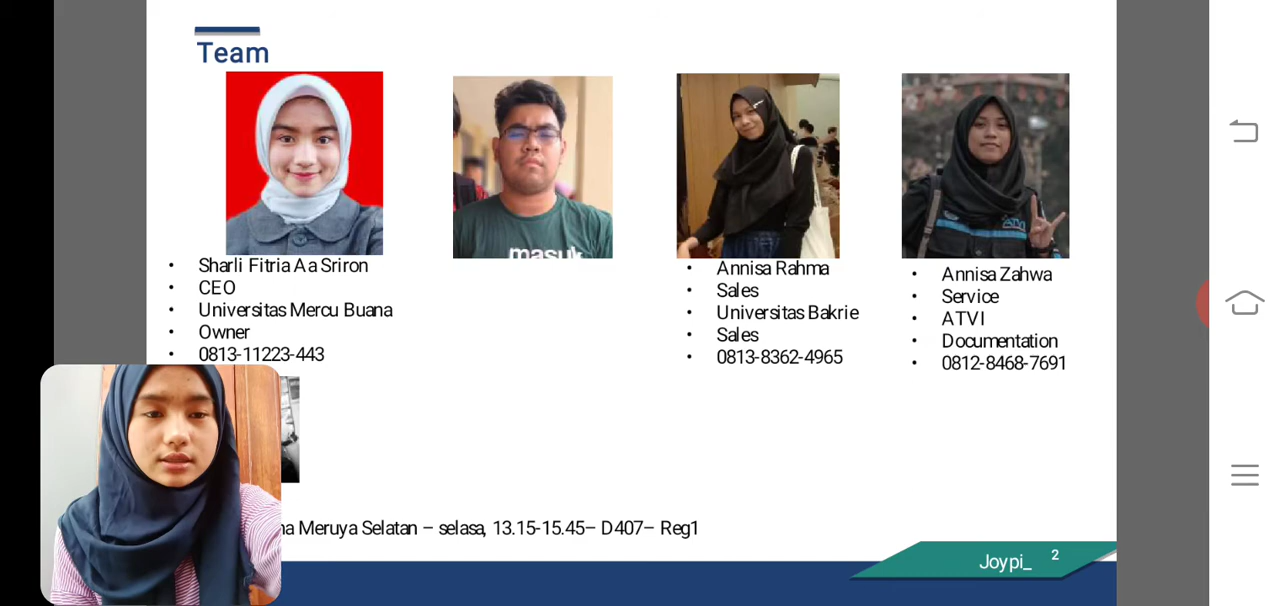 Team
masuk
ATVI
• Sharli Fitria Aa Sriron
• CEO
• Universitas Mercu Buana
• Owner
• 0813-11223-443
• Annisa Rahma
• Sales
• Universitas Bakrie
• Sales
• 0813-8362-4965
• Annisa Zahwa
• Service
• ATVI
• Documentation
• 0812-8468-7691
Meruya Selatan – selasa, 13.15-15.45– D407– Reg1
Joypi_
2